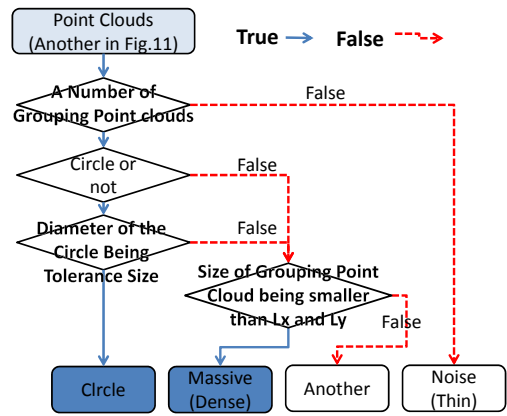 Point Clouds
(Another in Fig.11)
True
False
A Number of
Grouping Point clouds
False
Circle or
not
False
Diameter of the
Circle Being
Tolerance Size
False
Size of Grouping Point
Cloud being smaller
than Lx and Ly
False
CIrcle
Massive
(Dense)
Another
Noise
(Thin)